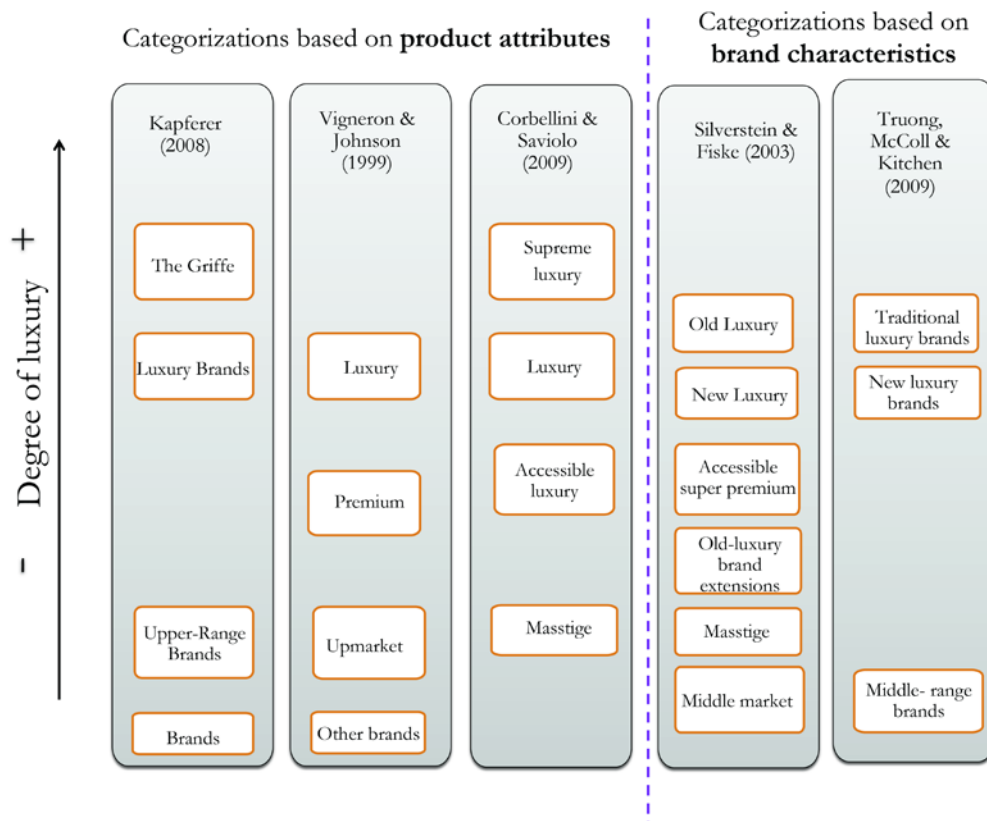 Categorizations based on product attributes
Categorizations based on
brand characteristics
- Degree of luxury +
Kapferer
(2008)
The Griffe
Luxury Brands
Upper-Range
Brands
Brands
Vigneron &
Johnson
(1999)
Luxury
Premium
Upmarket
Other brands
Corbellini &
Saviolo
(2009)
Supreme
luxury
Luxury
Accessible
luxury
Masstige
Silverstein &
Fiske (2003)
Old Luxury
New Luxury
Accessible
super premium
Old-luxury
brand
extensions
Masstige
Middle market
Truong,
McColl &
Kitchen
(2009)
Traditional
luxury brands
New luxury
brands
Middle- range
brands